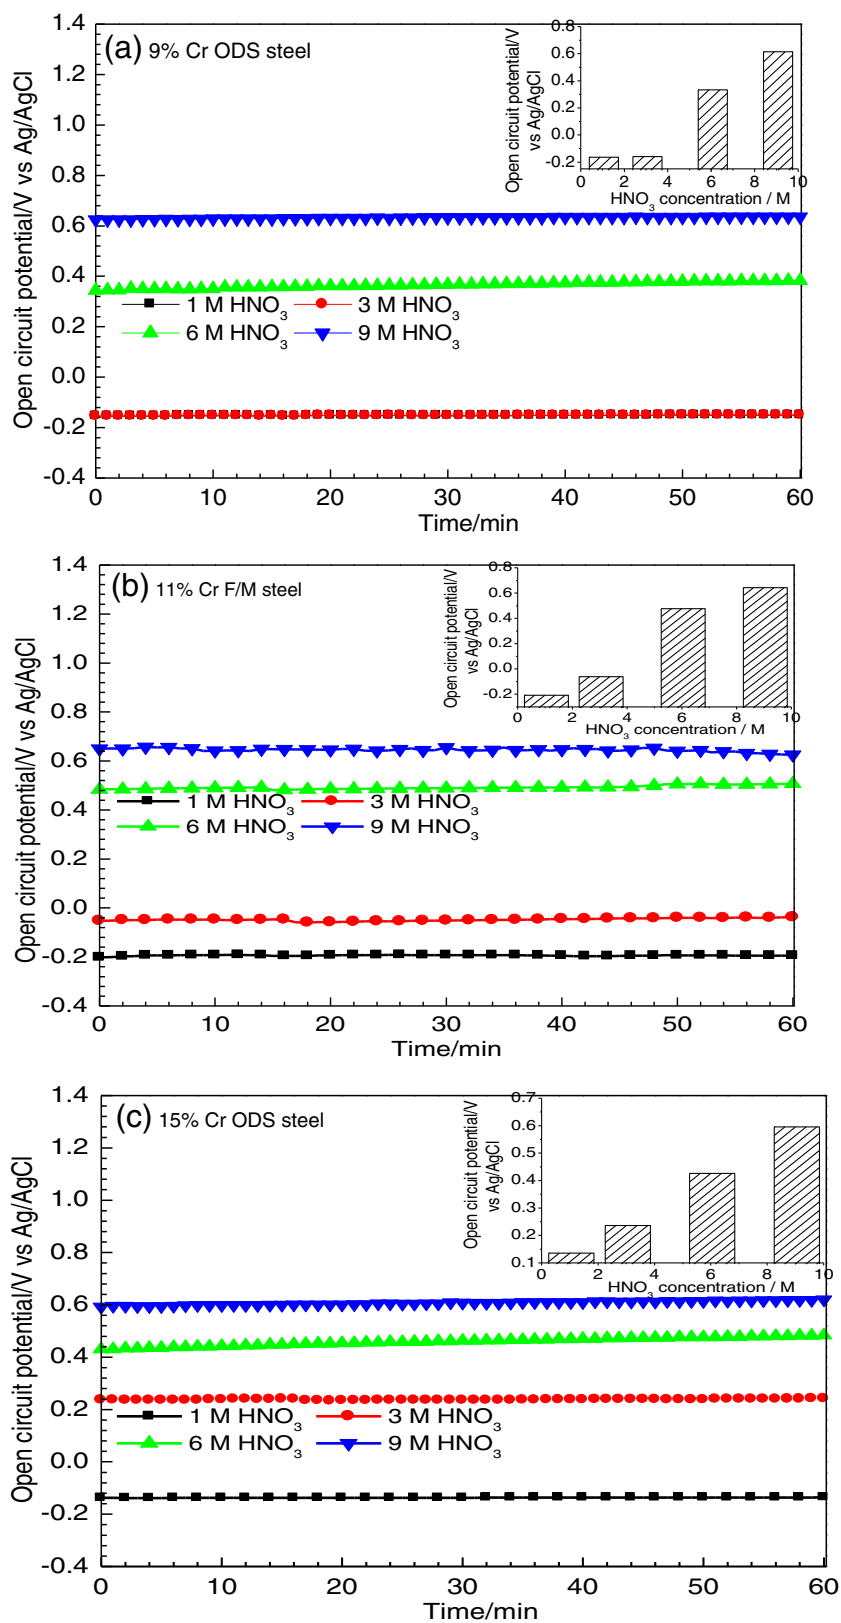 (a) 9% Cr ODS steel
Open circuit potential/V vs Ag/AgCl
1.4
1.2
1.0
0.8
0.6
0.4
0.2
0.0
-0.2
-0.4
0 10 20 30 40 50 60
Time/min
1 M HNO3 3 M HNO3
6 M HNO3 9 M HNO3
Open circuit potential/V
vs Ag/AgCl
0.8
0.6
0.4
0.2
0.0
-0.2
0 2 4 6 8 10
HNO3 concentration / M
(b) 11% Cr F/M steel
Open circuit potential/V vs Ag/AgCl
1.4
1.2
1.0
0.8
0.6
0.4
0.2
0.0
-0.2
-0.4
0 10 20 30 40 50 60
Time/min
1 M HNO3 3 M HNO3
6 M HNO3 9 M HNO3
Open circuit potential/V
vs Ag/AgCl
0.8
0.6
0.4
0.2
0.0
-0.2
0 2 4 6 8 10
HNO3 concentration / M
(c) 15% Cr ODS steel
Open circuit potential/V vs Ag/AgCl
1.4
1.2
1.0
0.8
0.6
0.4
0.2
0.0
-0.2
-0.4
0 10 20 30 40 50 60
Time/min
1 M HNO3 3 M HNO3
6 M HNO3 9 M HNO3
Open circuit potential/V
vs Ag/AgCl
0.7
0.6
0.5
0.4
0.3
0.2
0.1
0 2 4 6 8 10
HNO3 concentration / M